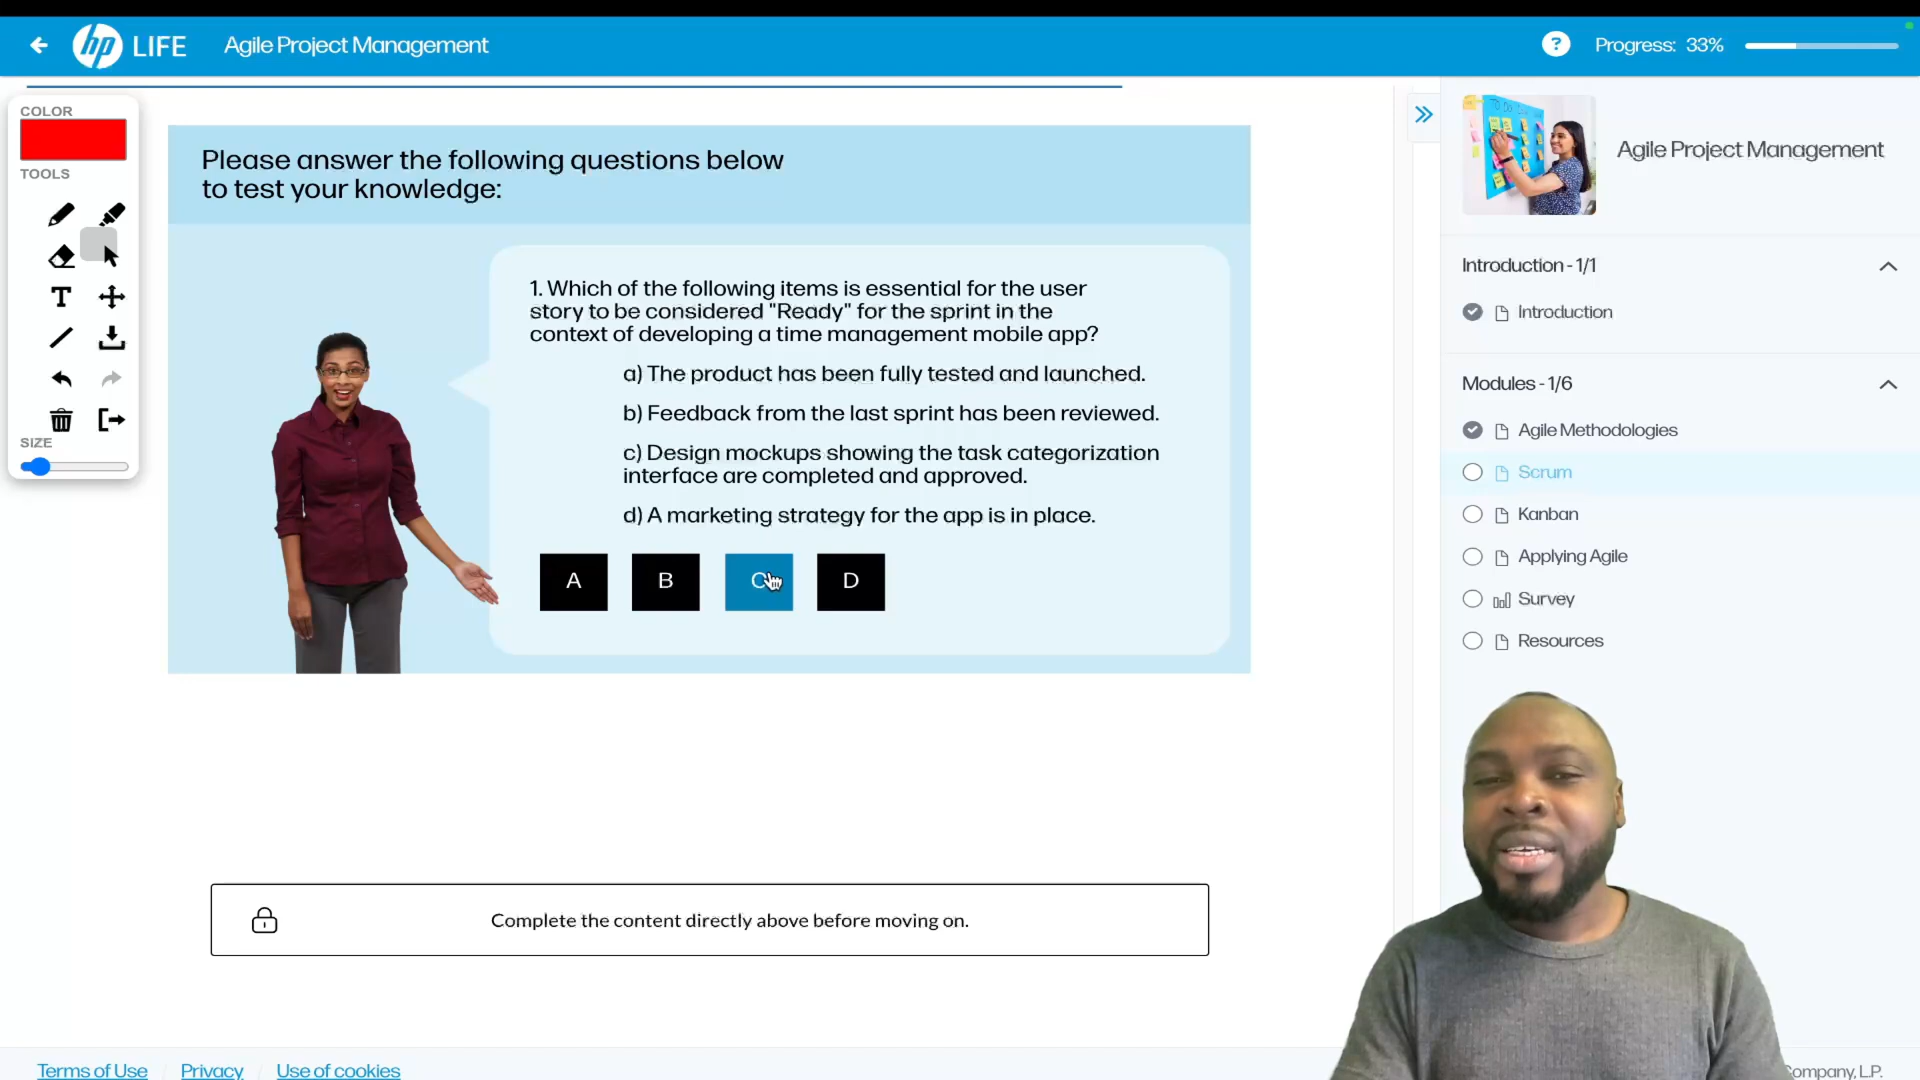 hp LIFE Agile Project Management
? Progress: 33%
COLOR
TOOLS
T
SIZE
Please answer the following questions below
to test your knowledge:
1. Which of the following items is essential for the user
story to be considered "Ready" for the sprint in the
context of developing a time management mobile app?
a) The product has been fully tested and launched.
b) Feedback from the last sprint has been reviewed.
c) Design mockups showing the task categorization
interface are completed and approved.
d) A marketing strategy for the app is in place.
A B C D
Complete the content directly above before moving on.
Agile Project Management
Introduction - 1/1
Introduction
Modules - 1/6
Agile Methodologies
Scrum
Kanban
Applying Agile
Survey
Resources
Terms of Use Privacy Use of cookies
Company, L.P.